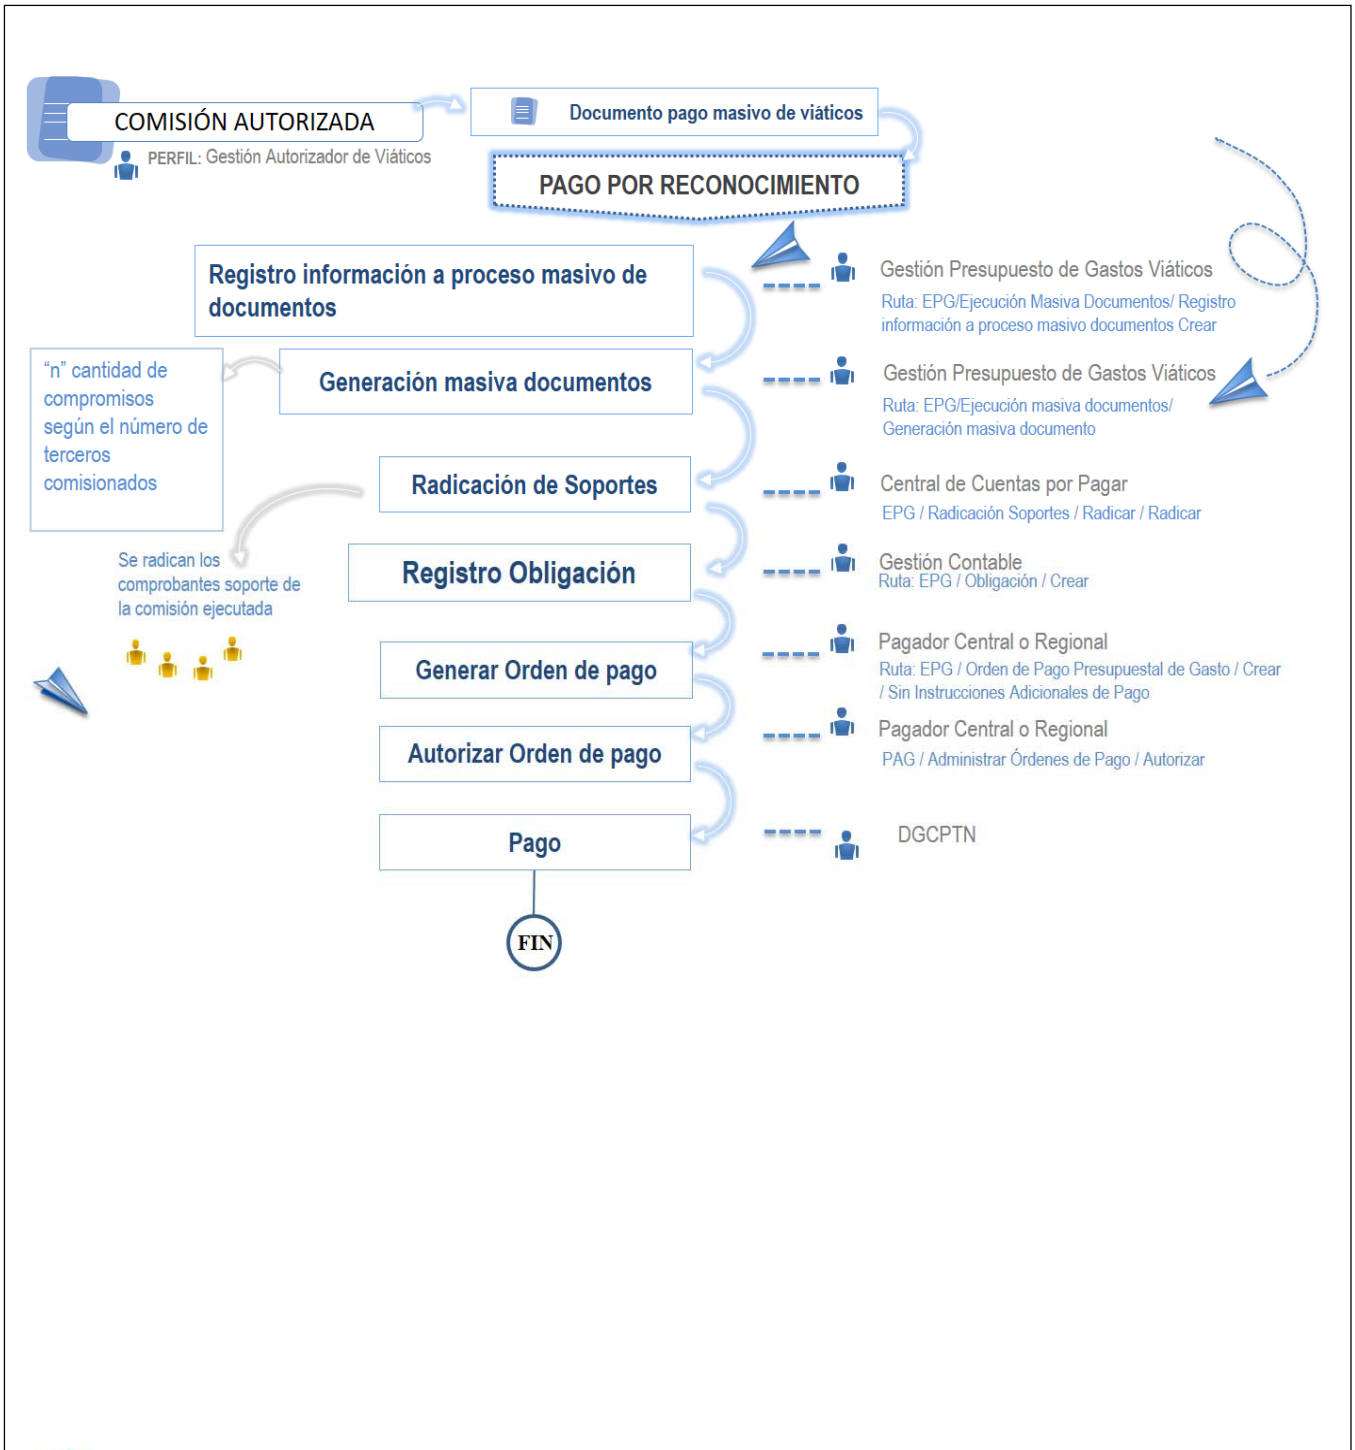 COMISIÓN AUTORIZADA
PERFIL: Gestión Autorizador de Viáticos
Documento pago masivo de viáticos
PAGO POR RECONOCIMIENTO
Registro información a proceso masivo de
documentos
Gestión Presupuesto de Gastos Viáticos
Ruta: EPG/Ejecución Masiva Documentos/ Registro
información a proceso masivo documentos Crear
Generación masiva documentos
"n" cantidad de
compromisos
según el número de
terceros
comisionados
Gestión Presupuesto de Gastos Viáticos
Ruta: EPG/Ejecución masiva documentos/
Generación masiva documento
Radicación de Soportes
Central de Cuentas por Pagar
EPG / Radicación Soportes / Radicar / Radicar
Se radican los
comprobantes soporte de
la comisión ejecutada
Registro Obligación
Gestión Contable
Ruta: EPG / Obligación / Crear
Generar Orden de pago
Pagador Central o Regional
Ruta: EPG / Orden de Pago Presupuestal de Gasto / Crear
/ Sin Instrucciones Adicionales de Pago
Autorizar Orden de pago
Pagador Central o Regional
PAG / Administrar Órdenes de Pago / Autorizar
Pago
DGCPTN
FIN